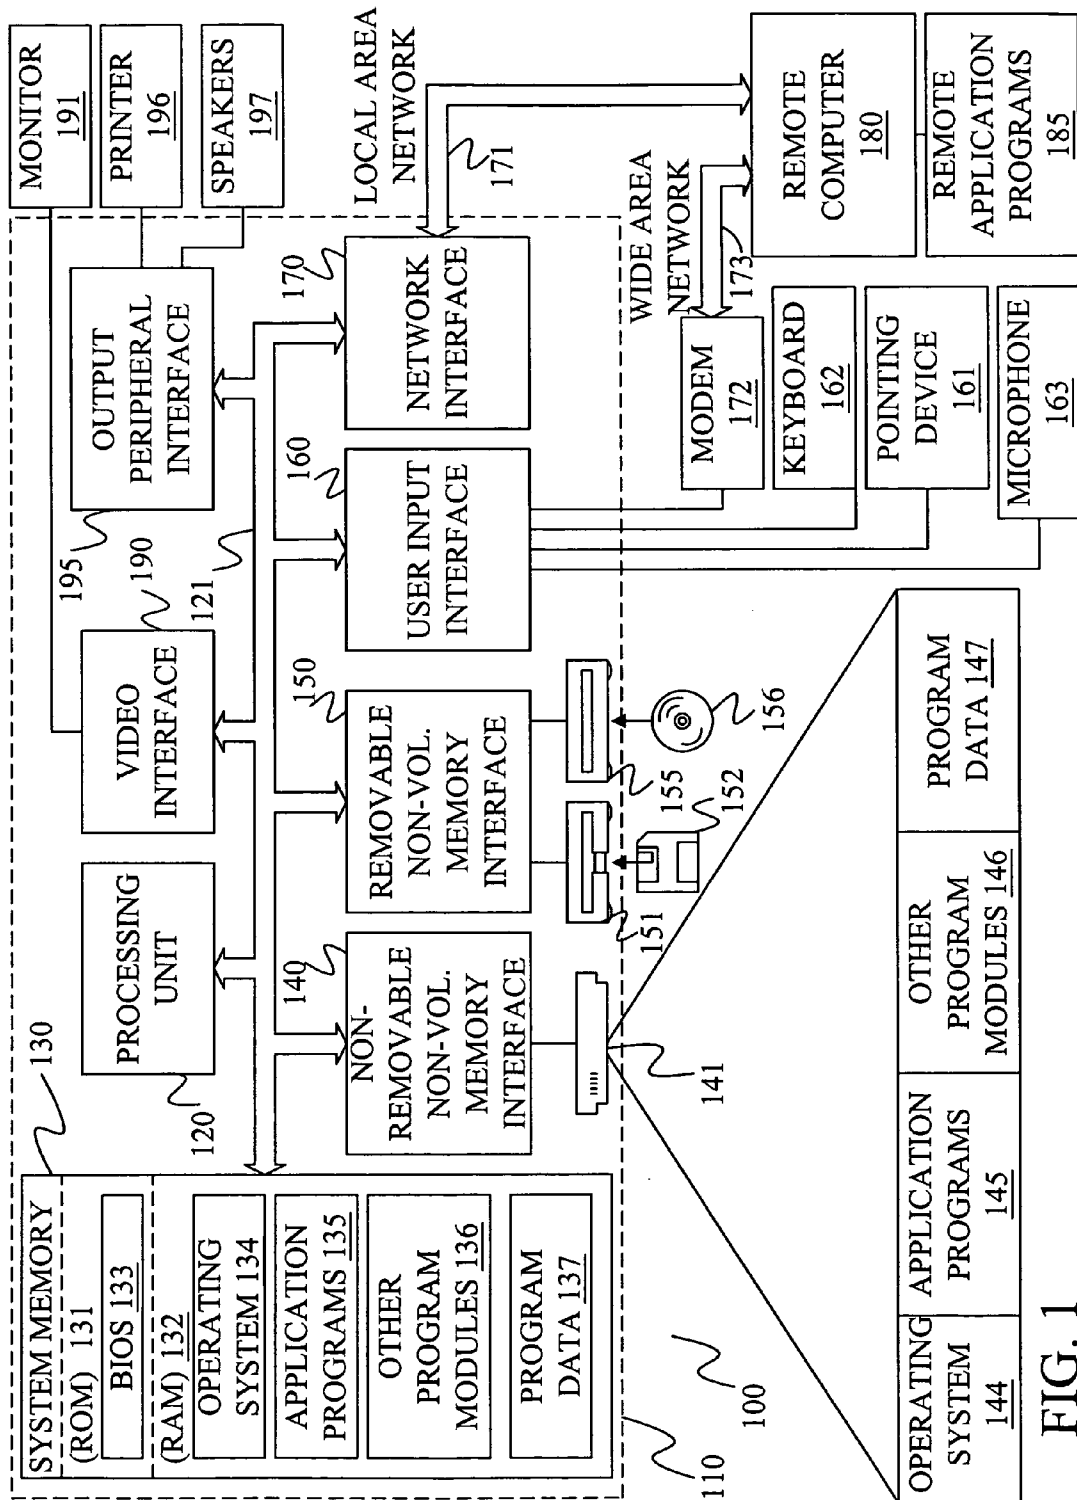 SYSTEM MEMORY
(ROM) 131
BIOS 133
(RAM) 132
OPERATING
SYSTEM 134
APPLICATION
PROGRAMS 135
OTHER
PROGRAM
MODULES 136
PROGRAM
DATA 137
130
PROCESSING
UNIT
120
VIDEO
INTERFACE
190
OUTPUT
PERIPHERAL
INTERFACE
195
121
MONITOR
191
PRINTER
196
SPEAKERS
197
NON-
REMOVABLE
NON-VOL.
MEMORY
INTERFACE
140
REMOVABLE
NON-VOL.
MEMORY
INTERFACE
150
USER INPUT
INTERFACE
160
NETWORK
INTERFACE
170
LOCAL AREA
NETWORK
171
WIDE AREA
NETWORK
173
141
151
152
155
156
MODEM
172
KEYBOARD
162
POINTING
DEVICE
161
MICROPHONE
163
REMOTE
COMPUTER
180
REMOTE
APPLICATION
PROGRAMS
185
110
100
OPERATING
SYSTEM
144
APPLICATION
PROGRAMS
145
OTHER
PROGRAM
MODULES 146
PROGRAM
DATA 147
FIG. 1